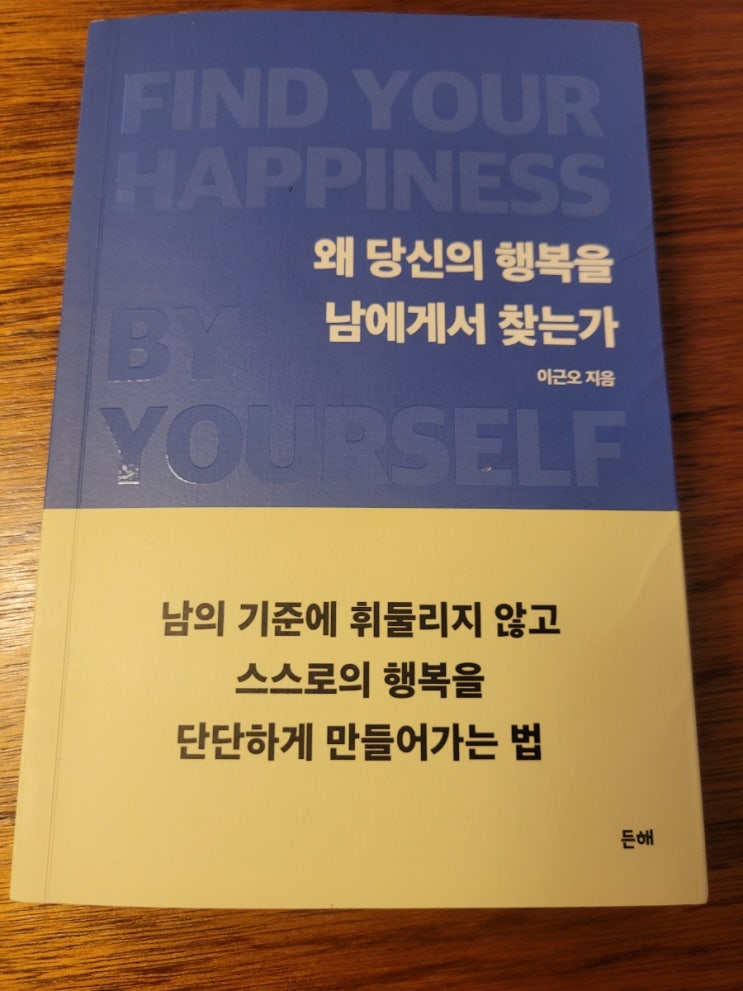 FIND YOUR
HAPPINESS
왜 당신의 행복을
남에게서 찾는가
이근오 지음
BY
YOURSELF
남의 기준에 휘둘리지 않고
스스로의 행복을
단단하게 만들어가는 법
든해